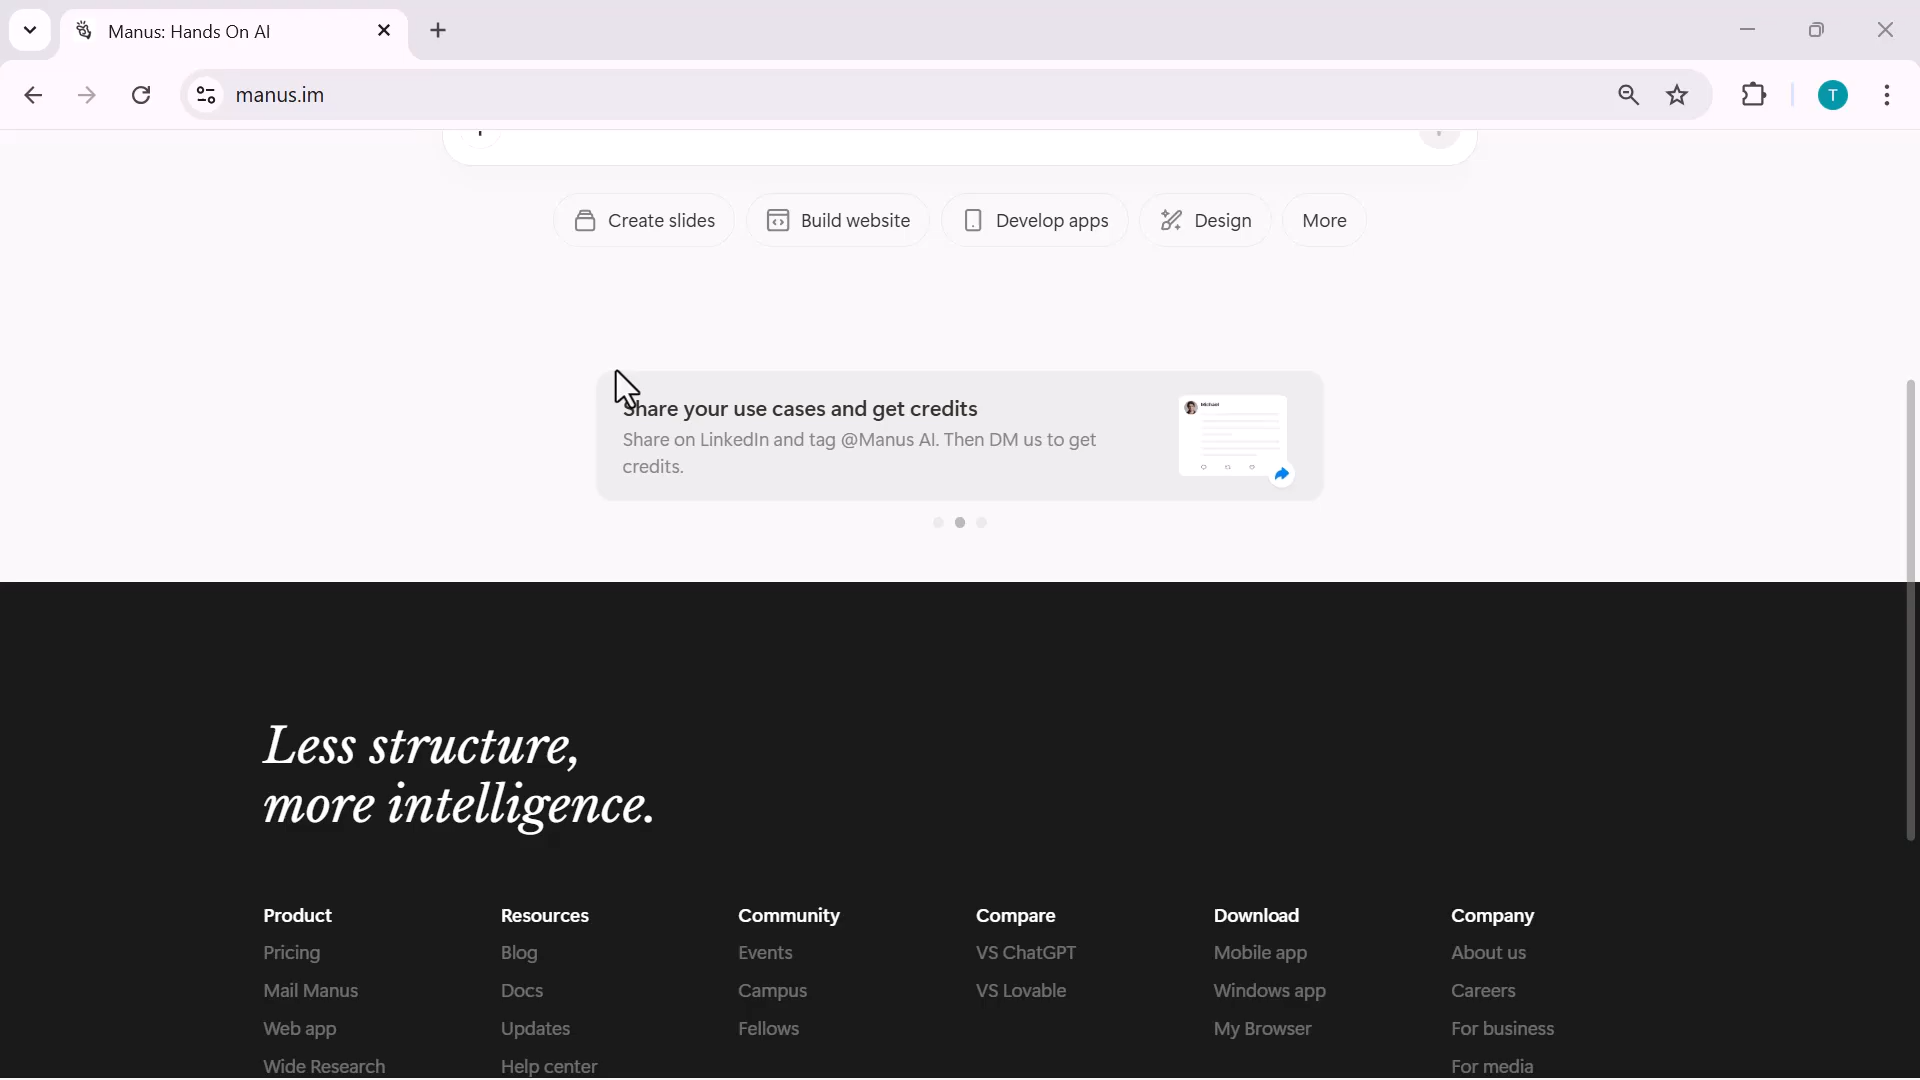 Manus: Hands On AI
manus.im
T
Create slides
Build website
Develop apps
Design
More
Share your use cases and get credits
Share on LinkedIn and tag @Manus AI. Then DM us to get
credits.
Michael
Less structure,
more intelligence.
Product
Resources
Community
Compare
Download
Company
Pricing
Blog
Events
VS ChatGPT
Mobile app
About us
Mail Manus
Docs
Campus
VS Lovable
Windows app
Careers
Web app
Updates
Fellows
My Browser
For business
Wide Research
Help center
For media